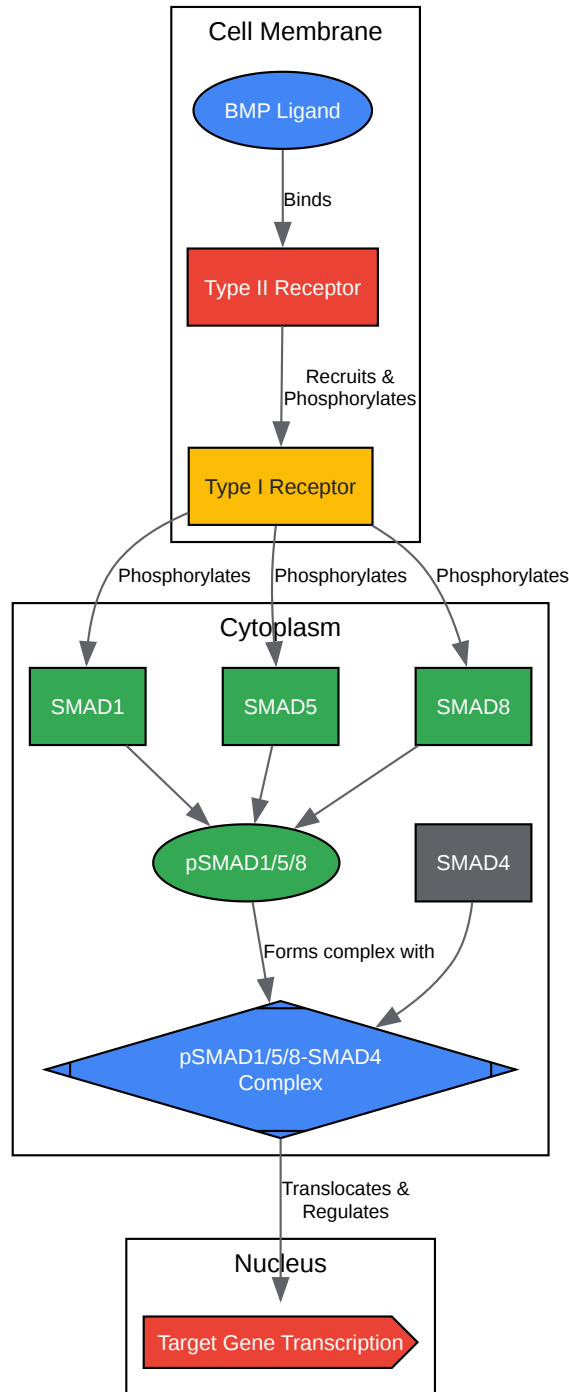 Cell Membrane
BMP Ligand
Binds
Type II Receptor
Recruits &
Phosphorylates
Type I Receptor
Phosphorylates
Phosphorylates
Phosphorylates
Cytoplasm
SMAD1
SMAD5
SMAD8
pSMAD1/5/8
SMAD4
Forms complex with
pSMAD1/5/8-SMAD4
Complex
Translocates &
Regulates
Nucleus
Target Gene Transcription